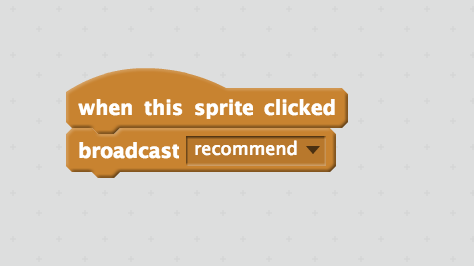 when this sprite clicked
broadcast recommend